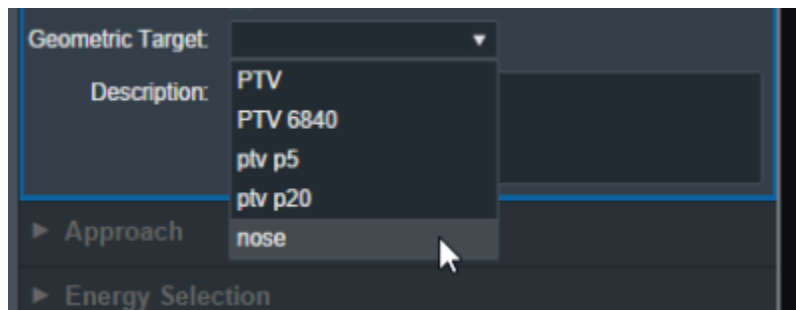 Geometric Target:
Description:
PTV
PTV 6840
ptv p5
ptv p20
nose
Approach
Energy Selection